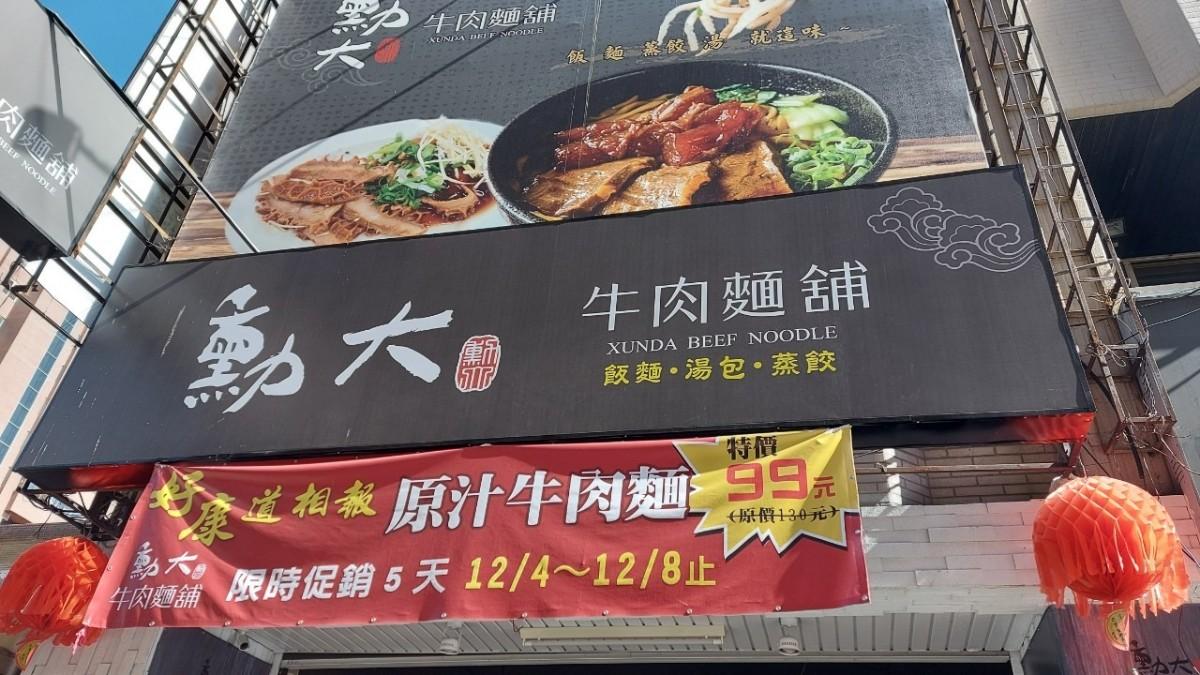 勳大 牛肉麵舖
XUNDA BEEF NOODLE
飯 麵 蒸餃 湯 就這味~
肉麵舖
BEEF NOODLE
勳大 牛肉麵舖
XUNDA BEEF NOODLE
飯麵·湯包·蒸餃
好康道相報 原汁牛肉麵 特價
99元
(原價130元)
勳大
牛肉麵舖
限時促銷5天 12/4~12/8止
勳大